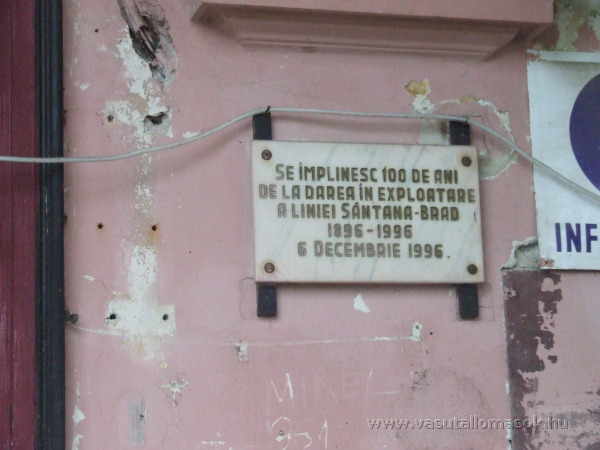 SE ÎMPLINESC 100 DE ANI
DE LA DAREA ÎN EXPLOATARE
A LINIEI SÂNTANA-BRAD
1896-1996
6 DECEMBRIE 1996.
INF
www.vasutallomasok.hu